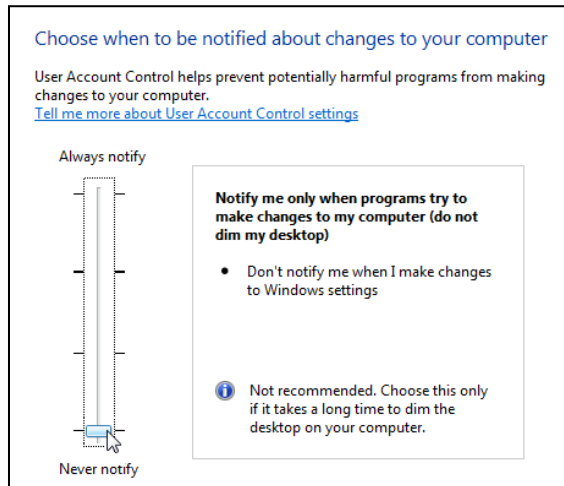 Choose when to be notified about changes to your computer
User Account Control helps prevent potentially harmful programs from making
changes to your computer.
Tell me more about User Account Control settings
Always notify
Notify me only when programs try to
make changes to my computer (do not
dim my desktop)
• Don't notify me when I make changes
to Windows settings
Not recommended. Choose this only
if it takes a long time to dim the
desktop on your computer.
Never notify